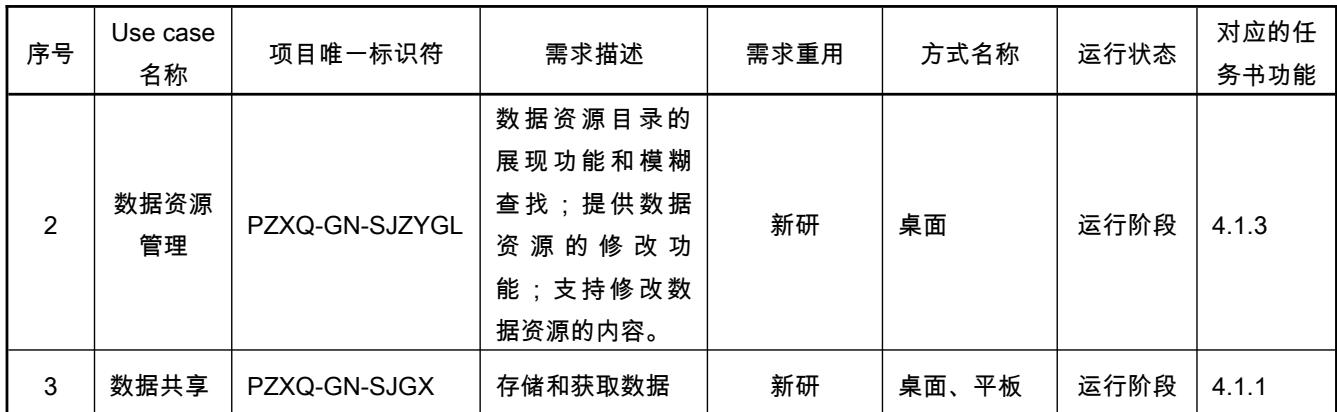 序号 Use case 名称 项目唯一标识符 需求描述 需求重用 方式名称 运行状态 对应的任务书功能
2 数据资源管理 PZXQ-GN-SJZYGL 数据资源目录的展现功能和模糊查找；提供数据资源的修改功能；支持修改数据资源的内容。 新研 桌面 运行阶段 4.1.3
3 数据共享 PZXQ-GN-SJGX 存储和获取数据 新研 桌面、平板 运行阶段 4.1.1